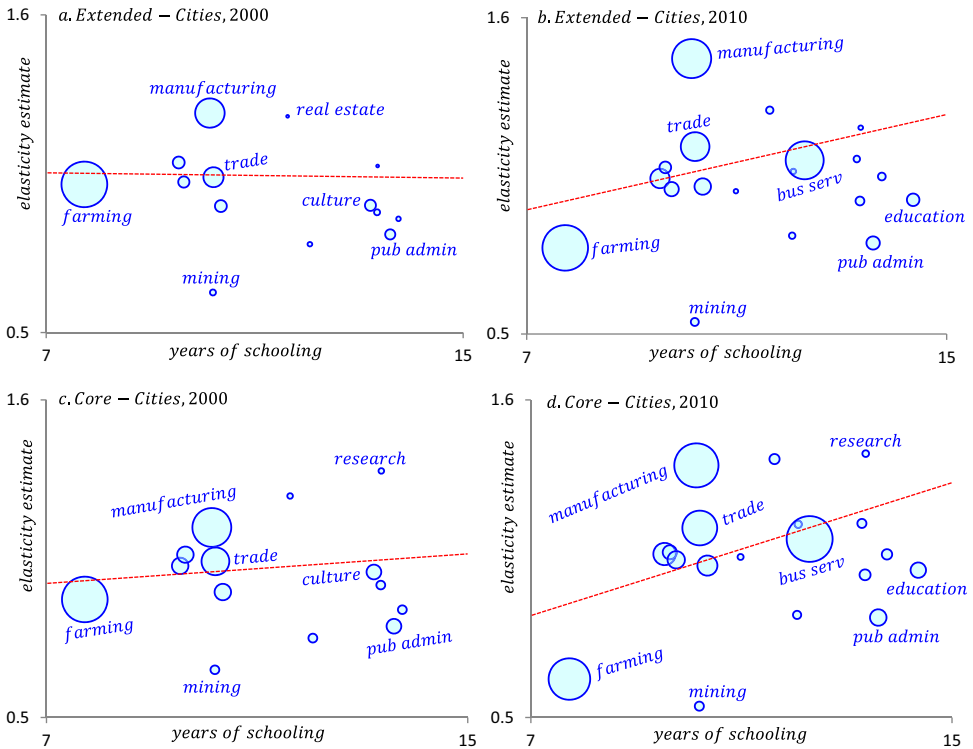 a. Extended − Cities, 2000
1.6
elasticity estimate
manufacturing
real estate
trade
farming
culture
pub admin
mining
0.5
7
years of schooling
15
b. Extended − Cities, 2010
1.6
elasticity estimate
manufacturing
trade
bus serv
farming
education
pub admin
mining
0.5
7
years of schooling
15
c. Core − Cities, 2000
1.6
elasticity estimate
research
manufacturing
trade
culture
farming
pub admin
mining
0.5
7
years of schooling
15
d. Core − Cities, 2010
1.6
elasticity estimate
research
manufacturing
trade
bus serv
education
pub admin
farming
mining
0.5
7
years of schooling
15